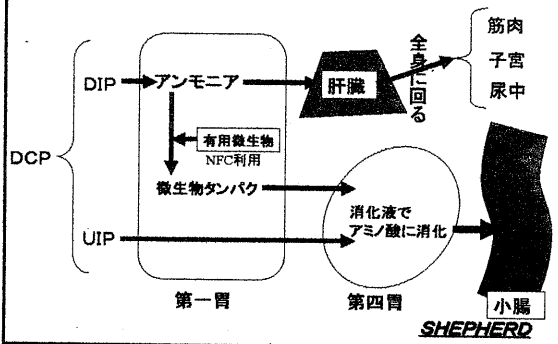 筋肉
子宮
尿中
全身に回る
DIP
アンモニア
肝臓
有用微生物
NFC利用
DCP
微生物タンパク
消化液で
アミノ酸に消化
UIP
第一胃
第四胃
小腸
SHEPHERD